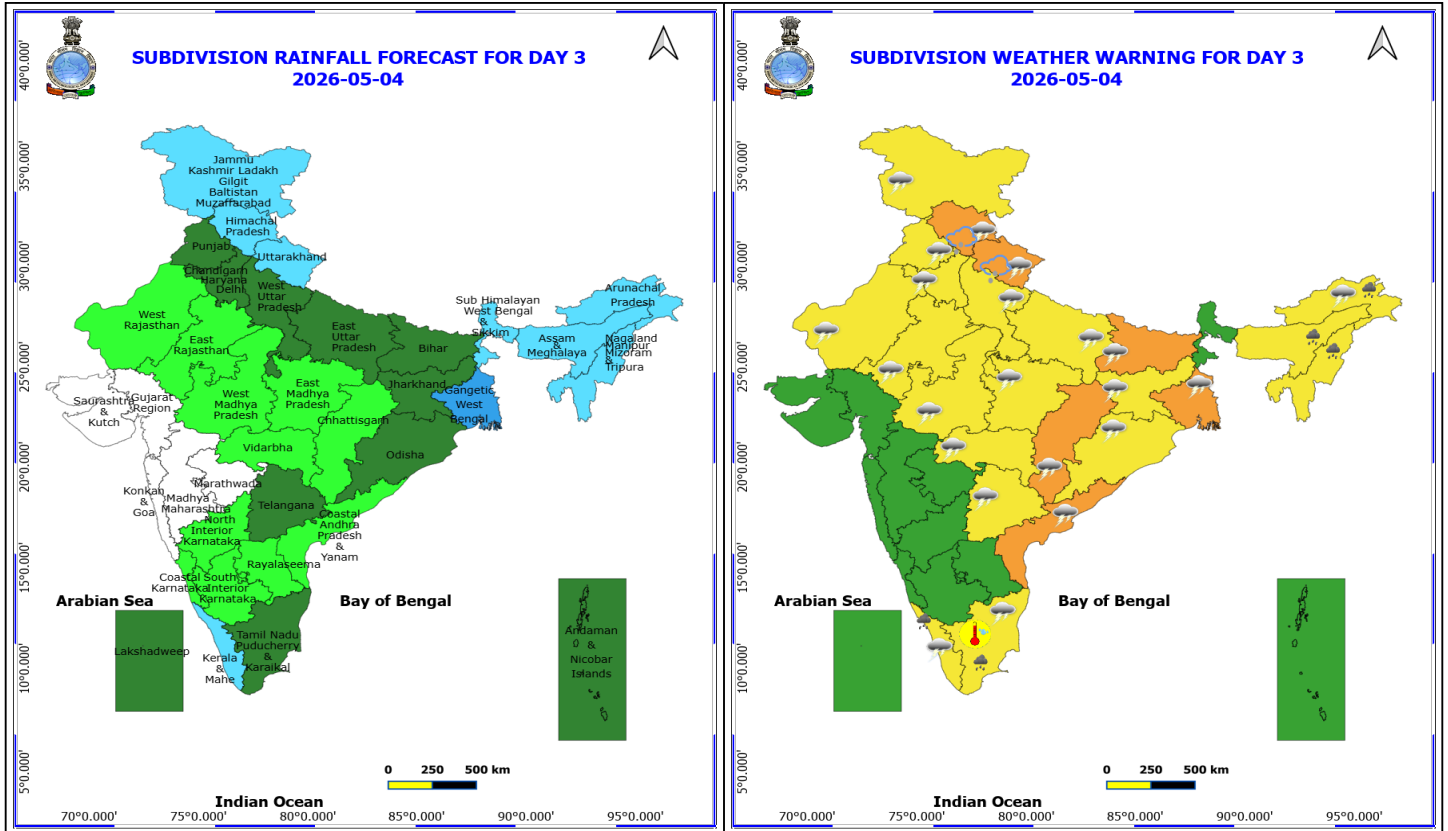 SUBDIVISION RAINFALL FORECAST FOR DAY 3
2026-05-04
40°0.000'
35°0.000'
30°0.000'
25°0.000'
20°0.000'
15°0.000'
10°0.000'
5°0.000'
Jammu
Kashmir Ladakh
Gilgit
Baltistan
Muzaffarabad
Himachal
Pradesh
Punjab
Uttarakhand
Chandigarh
Haryana
Delhi
West
Uttar
Pradesh
West
Rajasthan
East
Rajasthan
East
Uttar
Pradesh
Bihar
Sub Himalayan
West Bengal
&
Sikkim
Arunachal
Pradesh
Assam
&
Meghalaya
Nagaland
Manipur
Mizoram
&
Tripura
Saurashtra
&
Kutch
Gujarat
Region
West
Madhya
Pradesh
East
Madhya
Pradesh
Jharkhand
Gangetic
West
Bengal
Chhattisgarh
Vidarbha
Odisha
Konkan
&
Goa
Madhya
Maharashtra
Marathwada
Telangana
North
Interior
Karnataka
Coastal
Andhra
Pradesh
&
Yanam
Rayalaseema
Coastal
Karnataka
South
Interior
Karnataka
Arabian Sea
Bay of Bengal
Lakshadweep
Kerala
&
Mahe
Tamil Nadu
Puducherry
&
Karaikal
Andaman
&
Nicobar
Islands
0 250 500 km
Indian Ocean
70°0.000' 75°0.000' 80°0.000' 85°0.000' 90°0.000' 95°0.000'
SUBDIVISION WEATHER WARNING FOR DAY 3
2026-05-04
40°0.000'
35°0.000'
30°0.000'
25°0.000'
20°0.000'
15°0.000'
10°0.000'
5°0.000'
Arabian Sea
Bay of Bengal
0 250 500 km
Indian Ocean
70°0.000' 75°0.000' 80°0.000' 85°0.000' 90°0.000' 95°0.000'